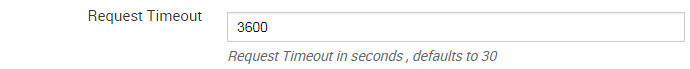 Request Timeout
3600
Request Timeout in seconds , defaults to 30